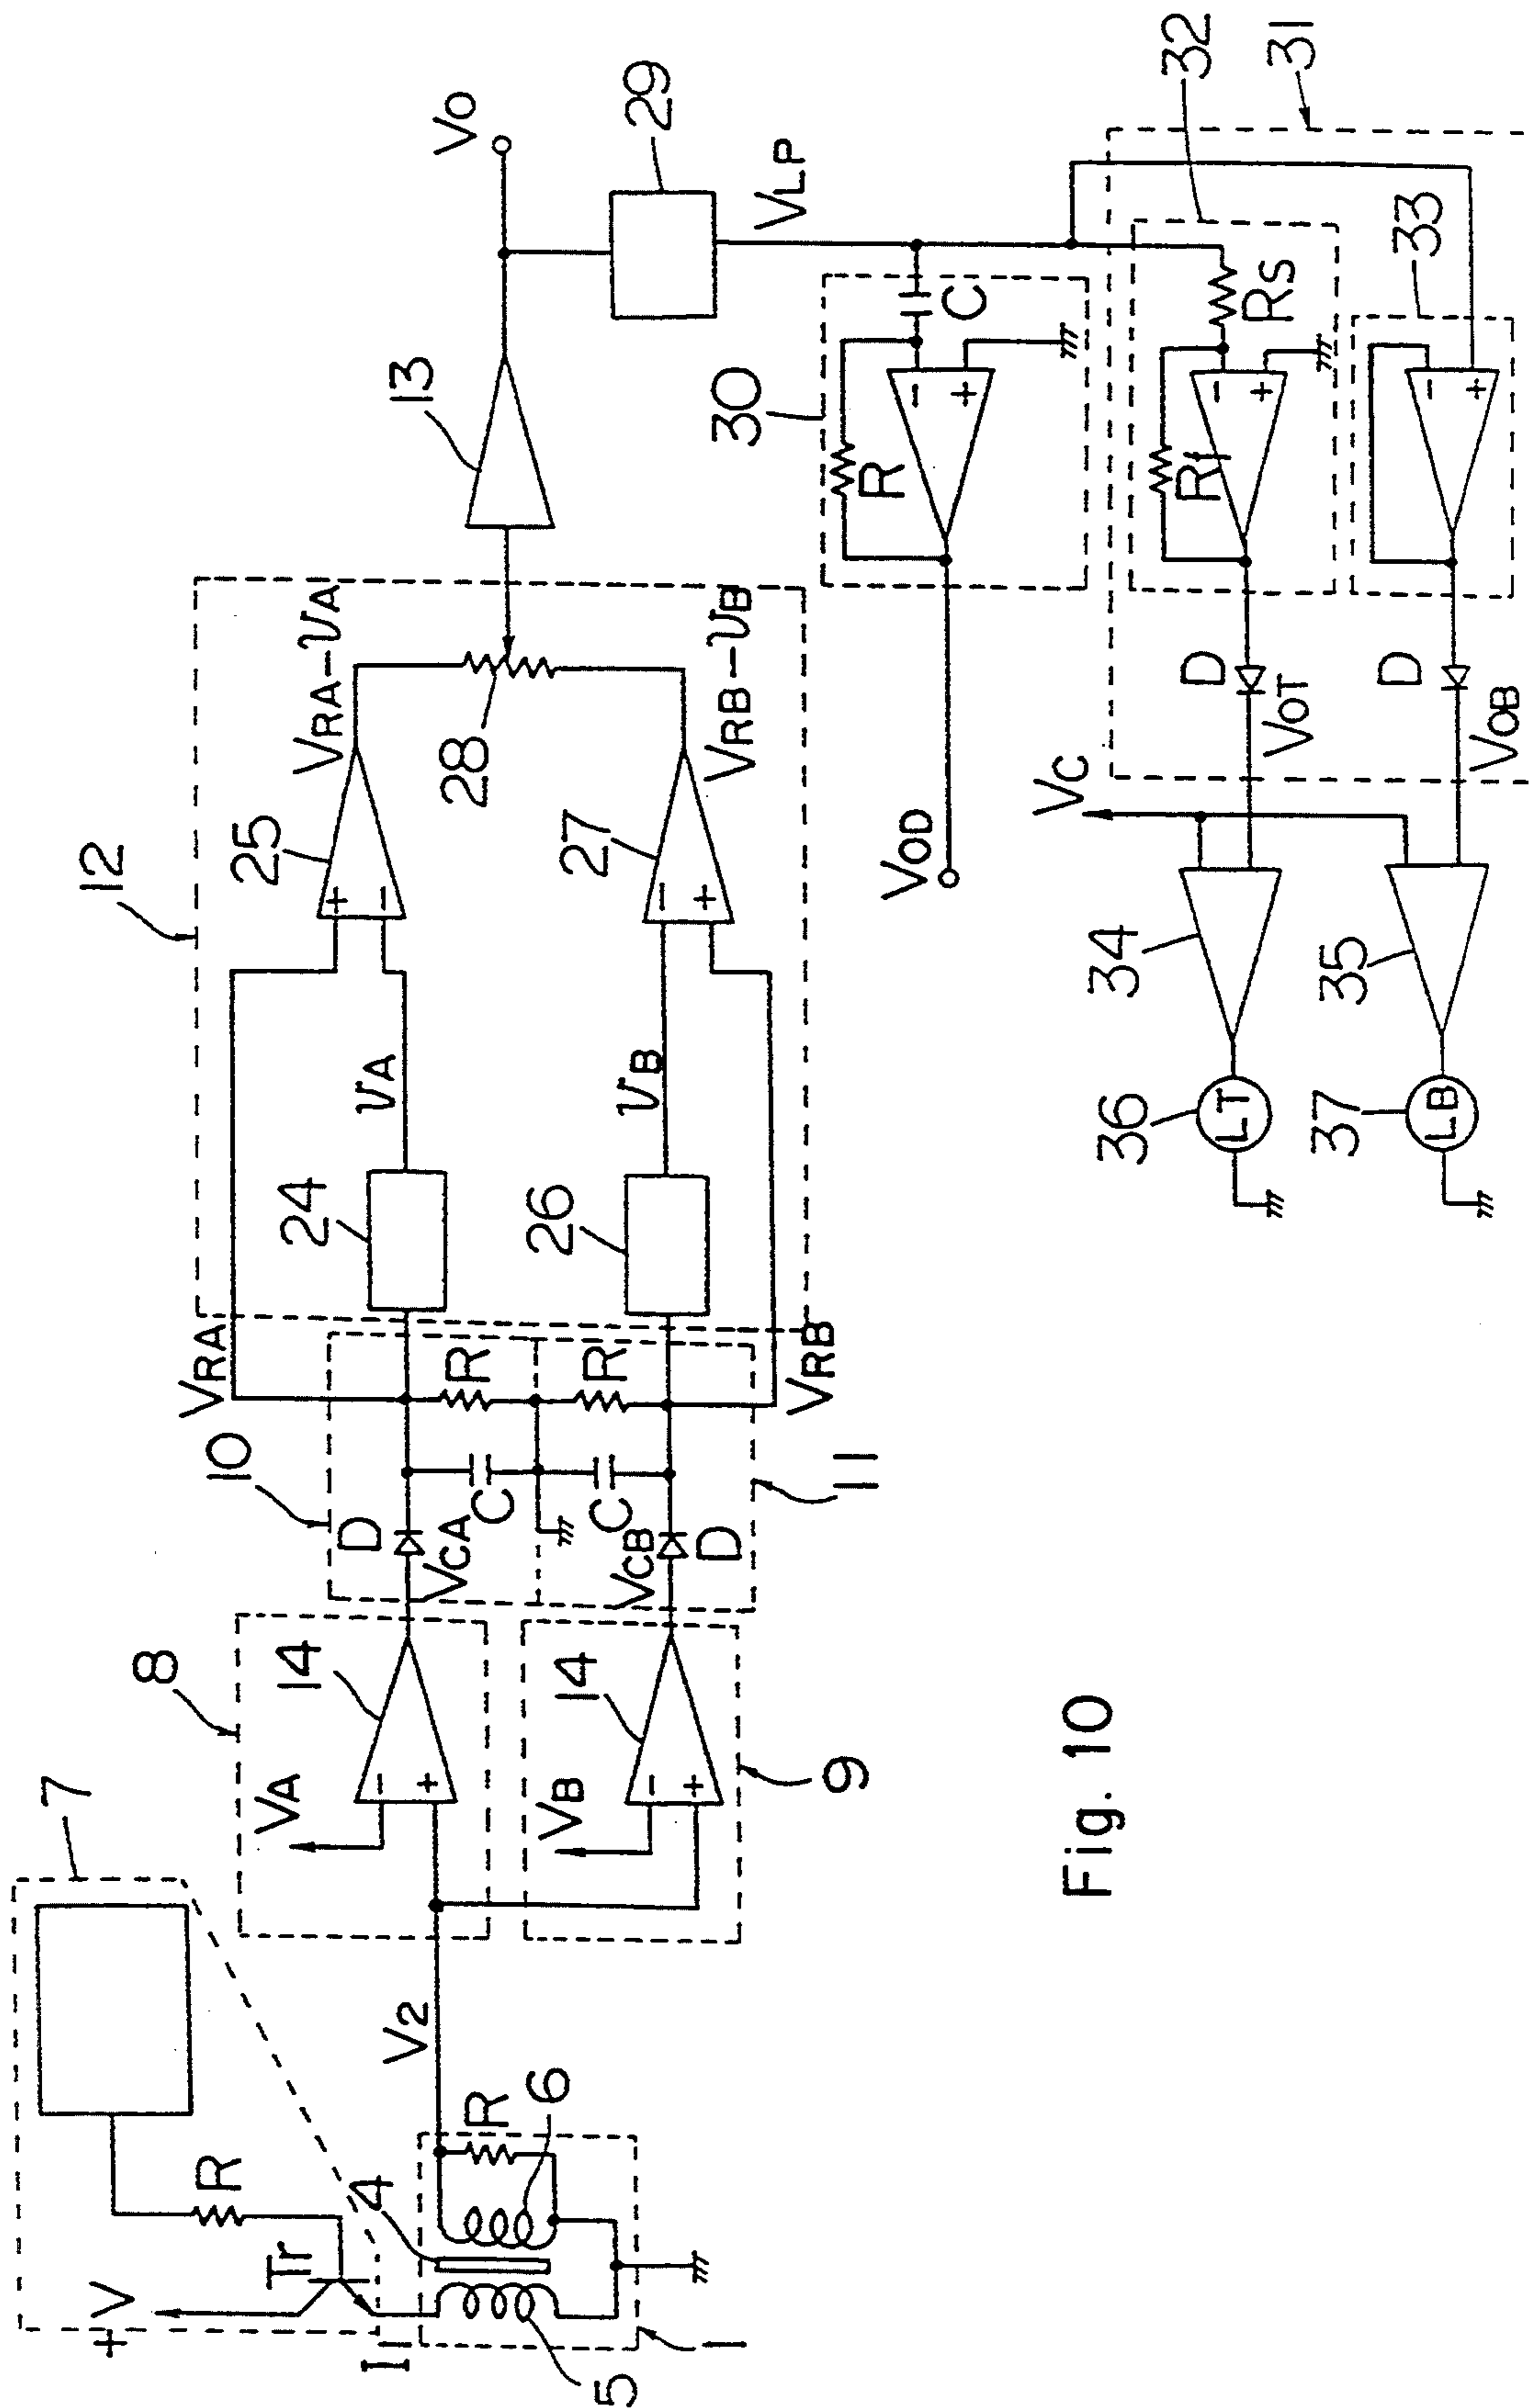 7
+V
Tr
R
I₁
4
5
6
R
1
V₂
8
VA
14
VB
14
9
10
D
VCA
C
R
VCB
C
D
R
11
VRA
VRB
12
24
vA
25
VRA−vA
26
vB
27
VRB−vB
28
13
Vo
29
VLP
30
R
C
VOD
31
32
Rf
Rs
33
D
VOT
D
VOB
Vc
34
35
36
LT
37
LB
Fig. 10